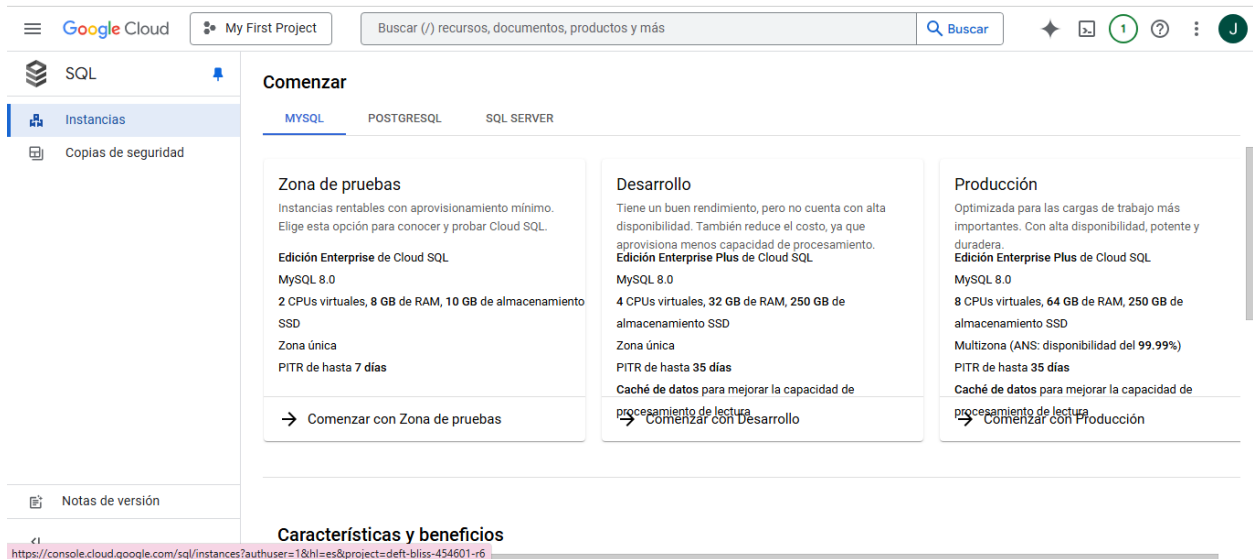 Google Cloud
My First Project
Buscar (/) recursos, documentos, productos y más
Buscar
1
J
SQL
Instancias
Copias de seguridad
Notas de versión
Comenzar
MYSQL
POSTGRESQL
SQL SERVER
Zona de pruebas
Instancias rentables con aprovisionamiento mínimo.
Elige esta opción para conocer y probar Cloud SQL.
Edición Enterprise de Cloud SQL
MySQL 8.0
2 CPUs virtuales, 8 GB de RAM, 10 GB de almacenamiento
SSD
Zona única
PITR de hasta 7 días
Comenzar con Zona de pruebas
Desarrollo
Tiene un buen rendimiento, pero no cuenta con alta
disponibilidad. También reduce el costo, ya que
aprovisiona menos capacidad de procesamiento.
Edición Enterprise Plus de Cloud SQL
MySQL 8.0
4 CPUs virtuales, 32 GB de RAM, 250 GB de
almacenamiento SSD
Zona única
PITR de hasta 35 días
Caché de datos para mejorar la capacidad de
procesamiento de lectura
Comenzar con Desarrollo
Producción
Optimizada para las cargas de trabajo más
importantes. Con alta disponibilidad, potente y
duradera.
Edición Enterprise Plus de Cloud SQL
MySQL 8.0
8 CPUs virtuales, 64 GB de RAM, 250 GB de
almacenamiento SSD
Multizona (ANS: disponibilidad del 99.99%)
PITR de hasta 35 días
Caché de datos para mejorar la capacidad de
procesamiento de lectura
Comenzar con Producción
Características y beneficios
https://console.cloud.google.com/sql/instances?authuser=1&hl=es&project=deft-bliss-454601-r6